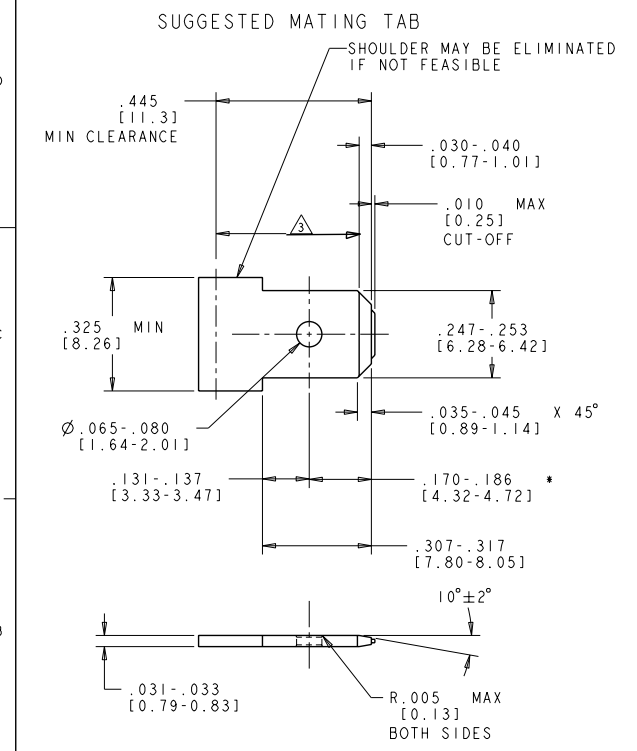 SUGGESTED MATING TAB
SHOULDER MAY BE ELIMINATED
IF NOT FEASIBLE
.445
[11.3]
MIN CLEARANCE
.030-.040
[0.77-1.01]
.010 MAX
[0.25]
CUT-OFF
3
.325 MIN
[8.26]
.247-.253
[6.28-6.42]
.035-.045 X 45°
[0.89-1.14]
Ø.065-.080
[1.64-2.01]
.131-.137
[3.33-3.47]
.170-.186 *
[4.32-4.72]
.307-.317
[7.80-8.05]
10°±2°
.031-.033
[0.79-0.83]
R.005 MAX
[0.13]
BOTH SIDES